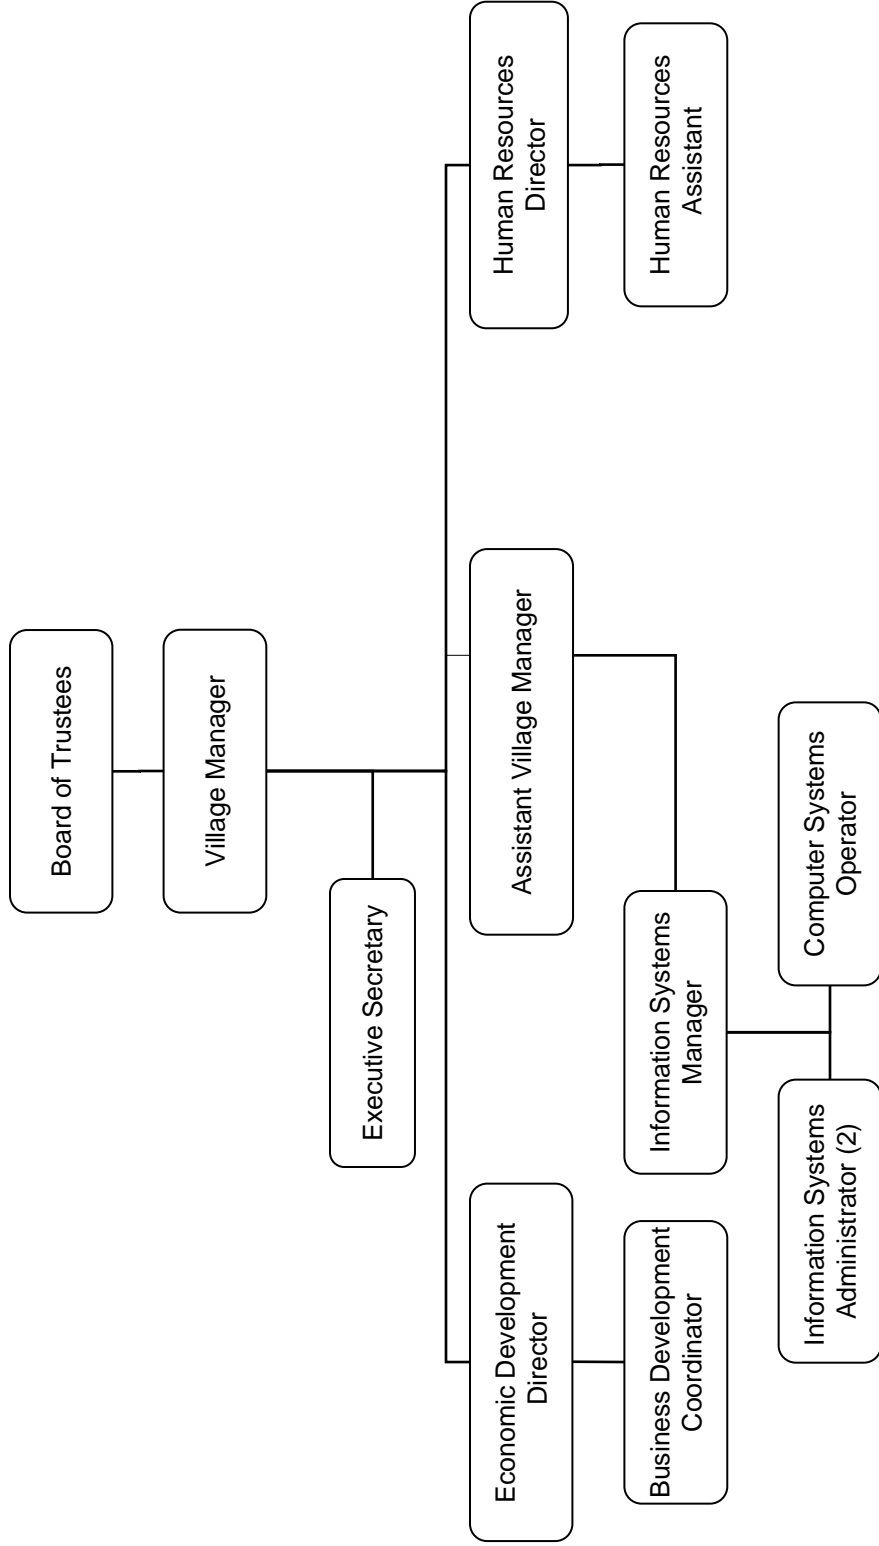 Board of Trustees
Village Manager
Executive Secretary
Economic Development
Director
Assistant Village Manager
Human Resources
Director
Business Development
Coordinator
Information Systems
Manager
Human Resources
Assistant
Information Systems
Administrator (2)
Computer Systems
Operator